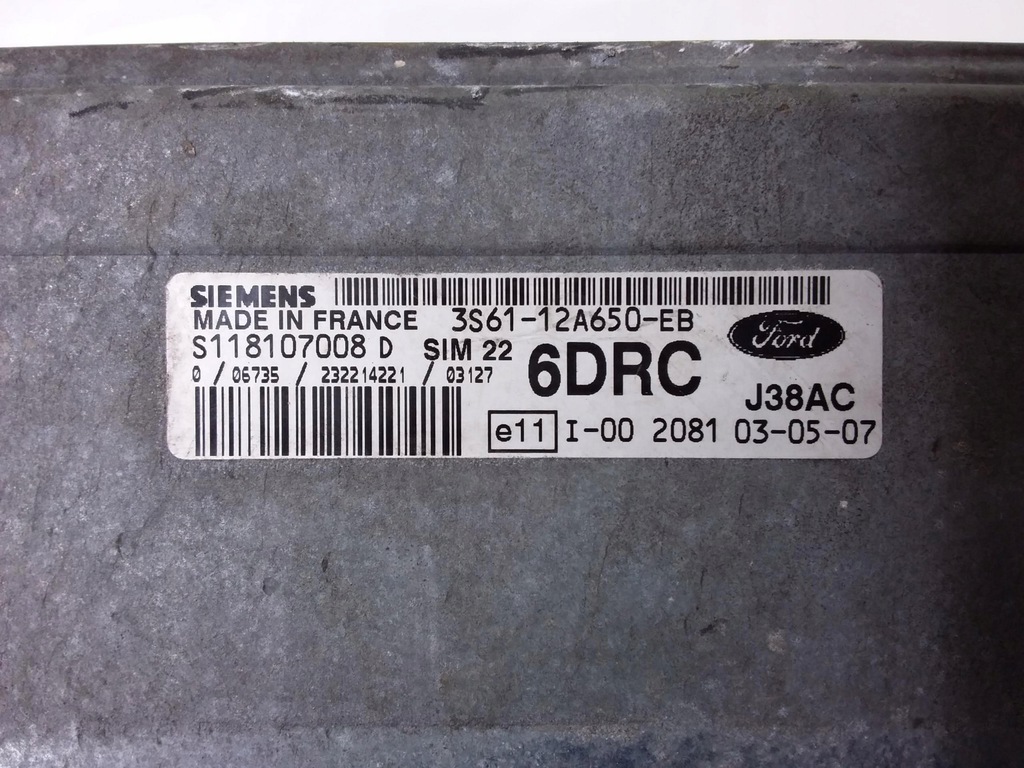 SIEMENS
MADE IN FRANCE 3S61-12A650-EB
Ford
S118107008 D SIM 22
6DRC
0 / 06735 / 232214221 / 03127
J38AC
e11 I-00 2081 03-05-07